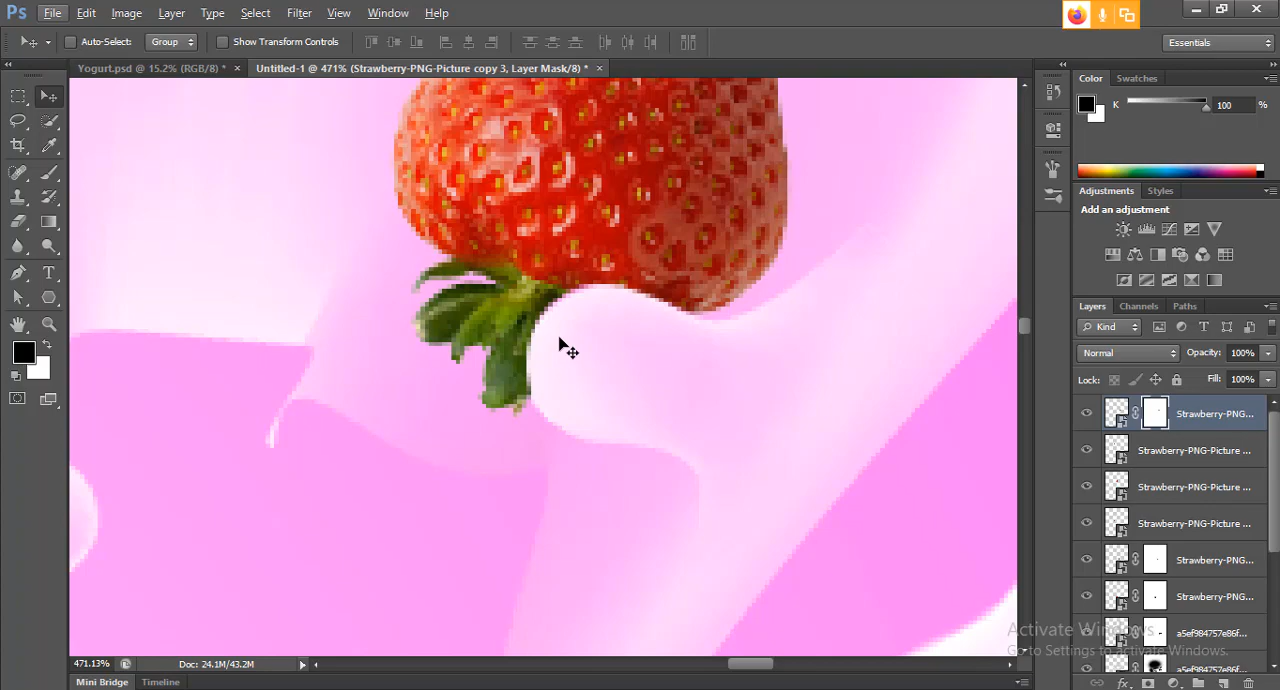 Ps File Edit Image Layer Type Select Filter View Window Help
Auto-Select: Group Show Transform Controls Essentials
Yogurt.psd @ 15.2% (RGB/8) * × Untitled-1 @ 471% (Strawberry-PNG-Picture copy 3, Layer Mask/8) * ×
Color Swatches
K 100 %
Adjustments Styles
Add an adjustment
Layers Channels Paths
Kind
Normal Opacity: 100%
Lock: Fill: 100%
Strawberry-PNG...
Strawberry-PNG-Picture ...
Strawberry-PNG-Picture ...
Strawberry-PNG-Picture ...
Strawberry-PNG...
Strawberry-PNG...
a5ef984757e86f...
a5ef984757e86f...
Activate Windows
Go to Settings to activate Windows.
471.13% Doc: 24.1M/43.2M
Mini Bridge Timeline